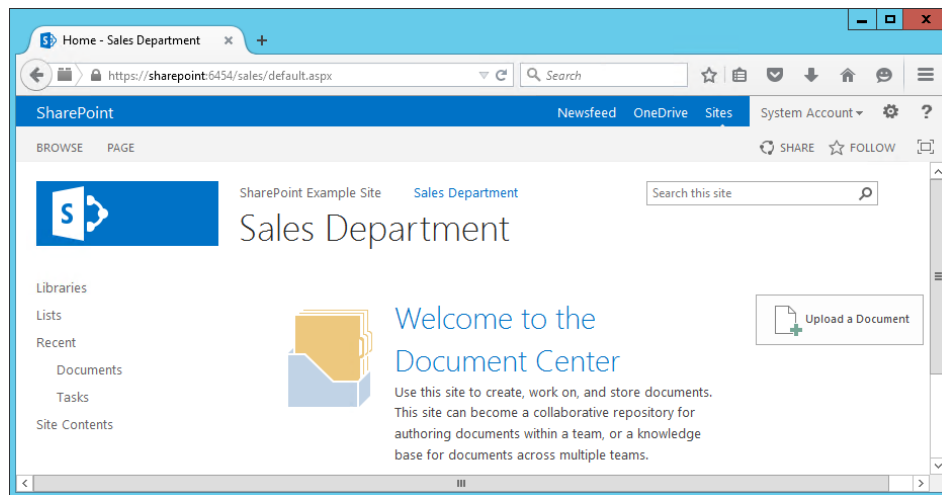 Home - Sales Department
https://sharepoint:6454/sales/default.aspx
Search
SharePoint
Newsfeed OneDrive Sites System Account ?
BROWSE PAGE
SHARE FOLLOW
S
SharePoint Example Site Sales Department
Search this site
Sales Department
Libraries
Lists
Recent
Documents
Tasks
Site Contents
Welcome to the
Document Center
Use this site to create, work on, and store documents.
This site can become a collaborative repository for
authoring documents within a team, or a knowledge
base for documents across multiple teams.
Upload a Document